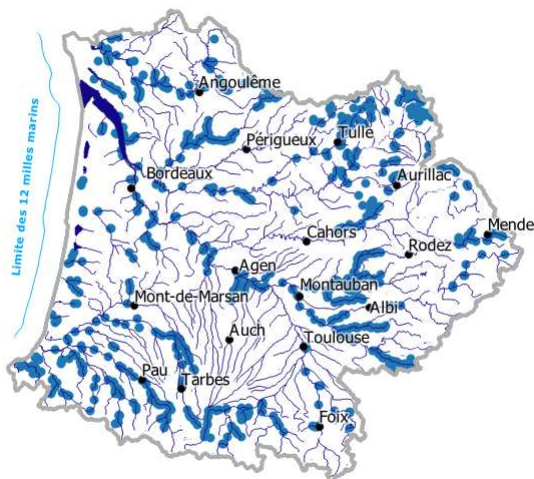 Angoulême
Périgueux
Tulle
Bordeaux
Aurillac
Limite des 12 milles marins
Cahors
Mende
Rodez
Agen
Montauban
Mont-de-Marsan
Albi
Auch
Toulouse
Pau
Tarbes
Foix